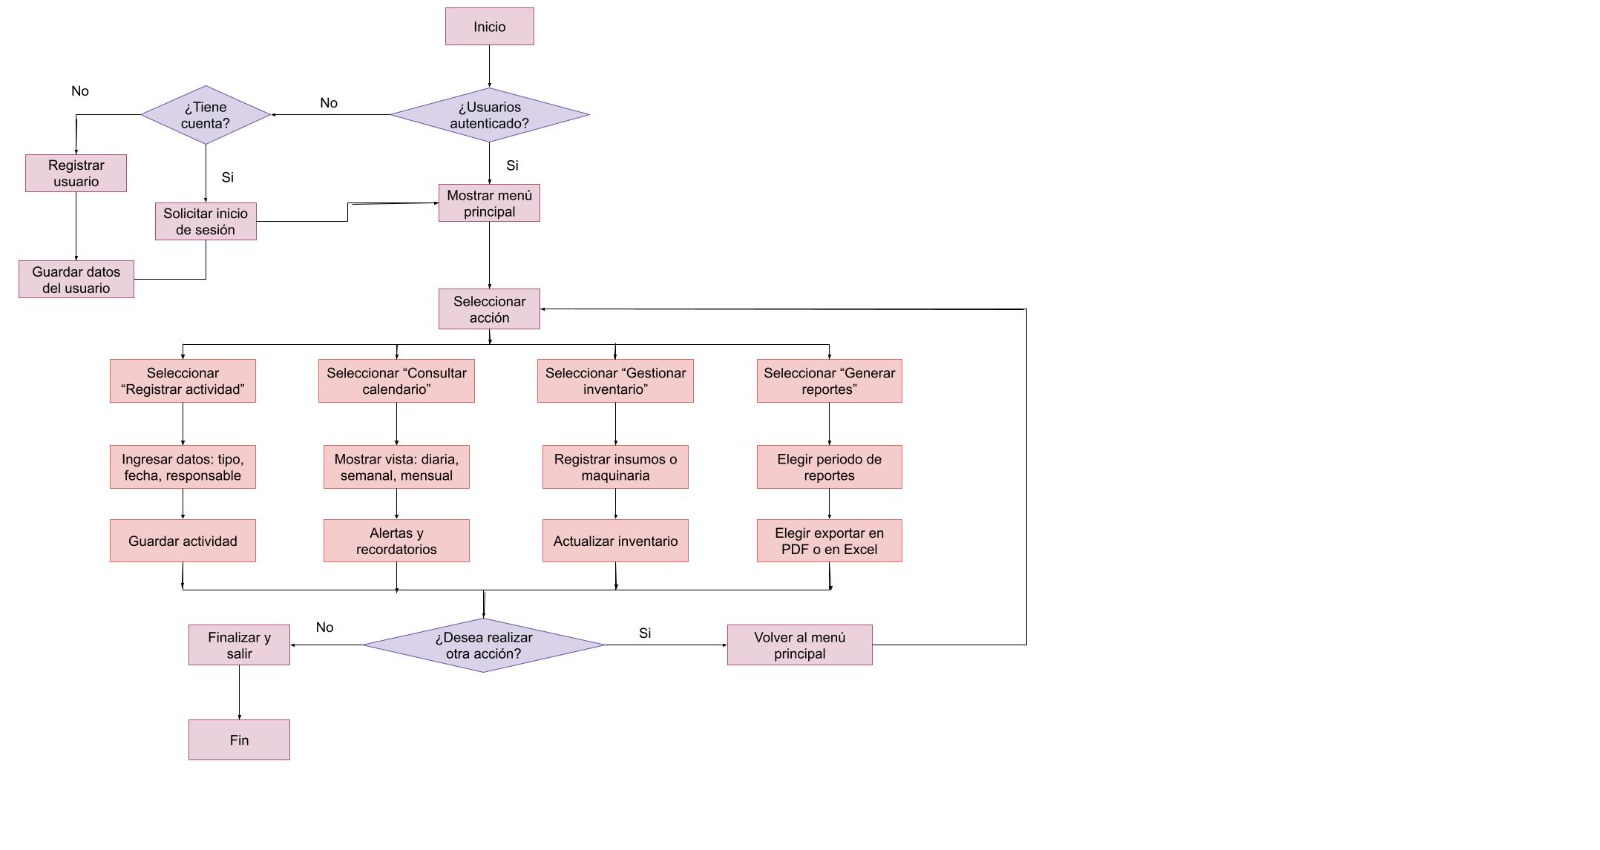 Inicio
No
¿Tiene
cuenta?
No
¿Usuarios
autenticado?
Registrar
usuario
Si
Si
Solicitar inicio
de sesión
Mostrar menú
principal
Guardar datos
del usuario
Seleccionar
acción
Seleccionar
“Registrar actividad”
Seleccionar “Consultar
calendario”
Seleccionar “Gestionar
inventario”
Seleccionar “Generar
reportes”
Ingresar datos: tipo,
fecha, responsable
Mostrar vista: diaria,
semanal, mensual
Registrar insumos o
maquinaria
Elegir periodo de
reportes
Guardar actividad
Alertas y
recordatorios
Actualizar inventario
Elegir exportar en
PDF o en Excel
Finalizar y
salir
No
¿Desea realizar
otra acción?
Si
Volver al menú
principal
Fin